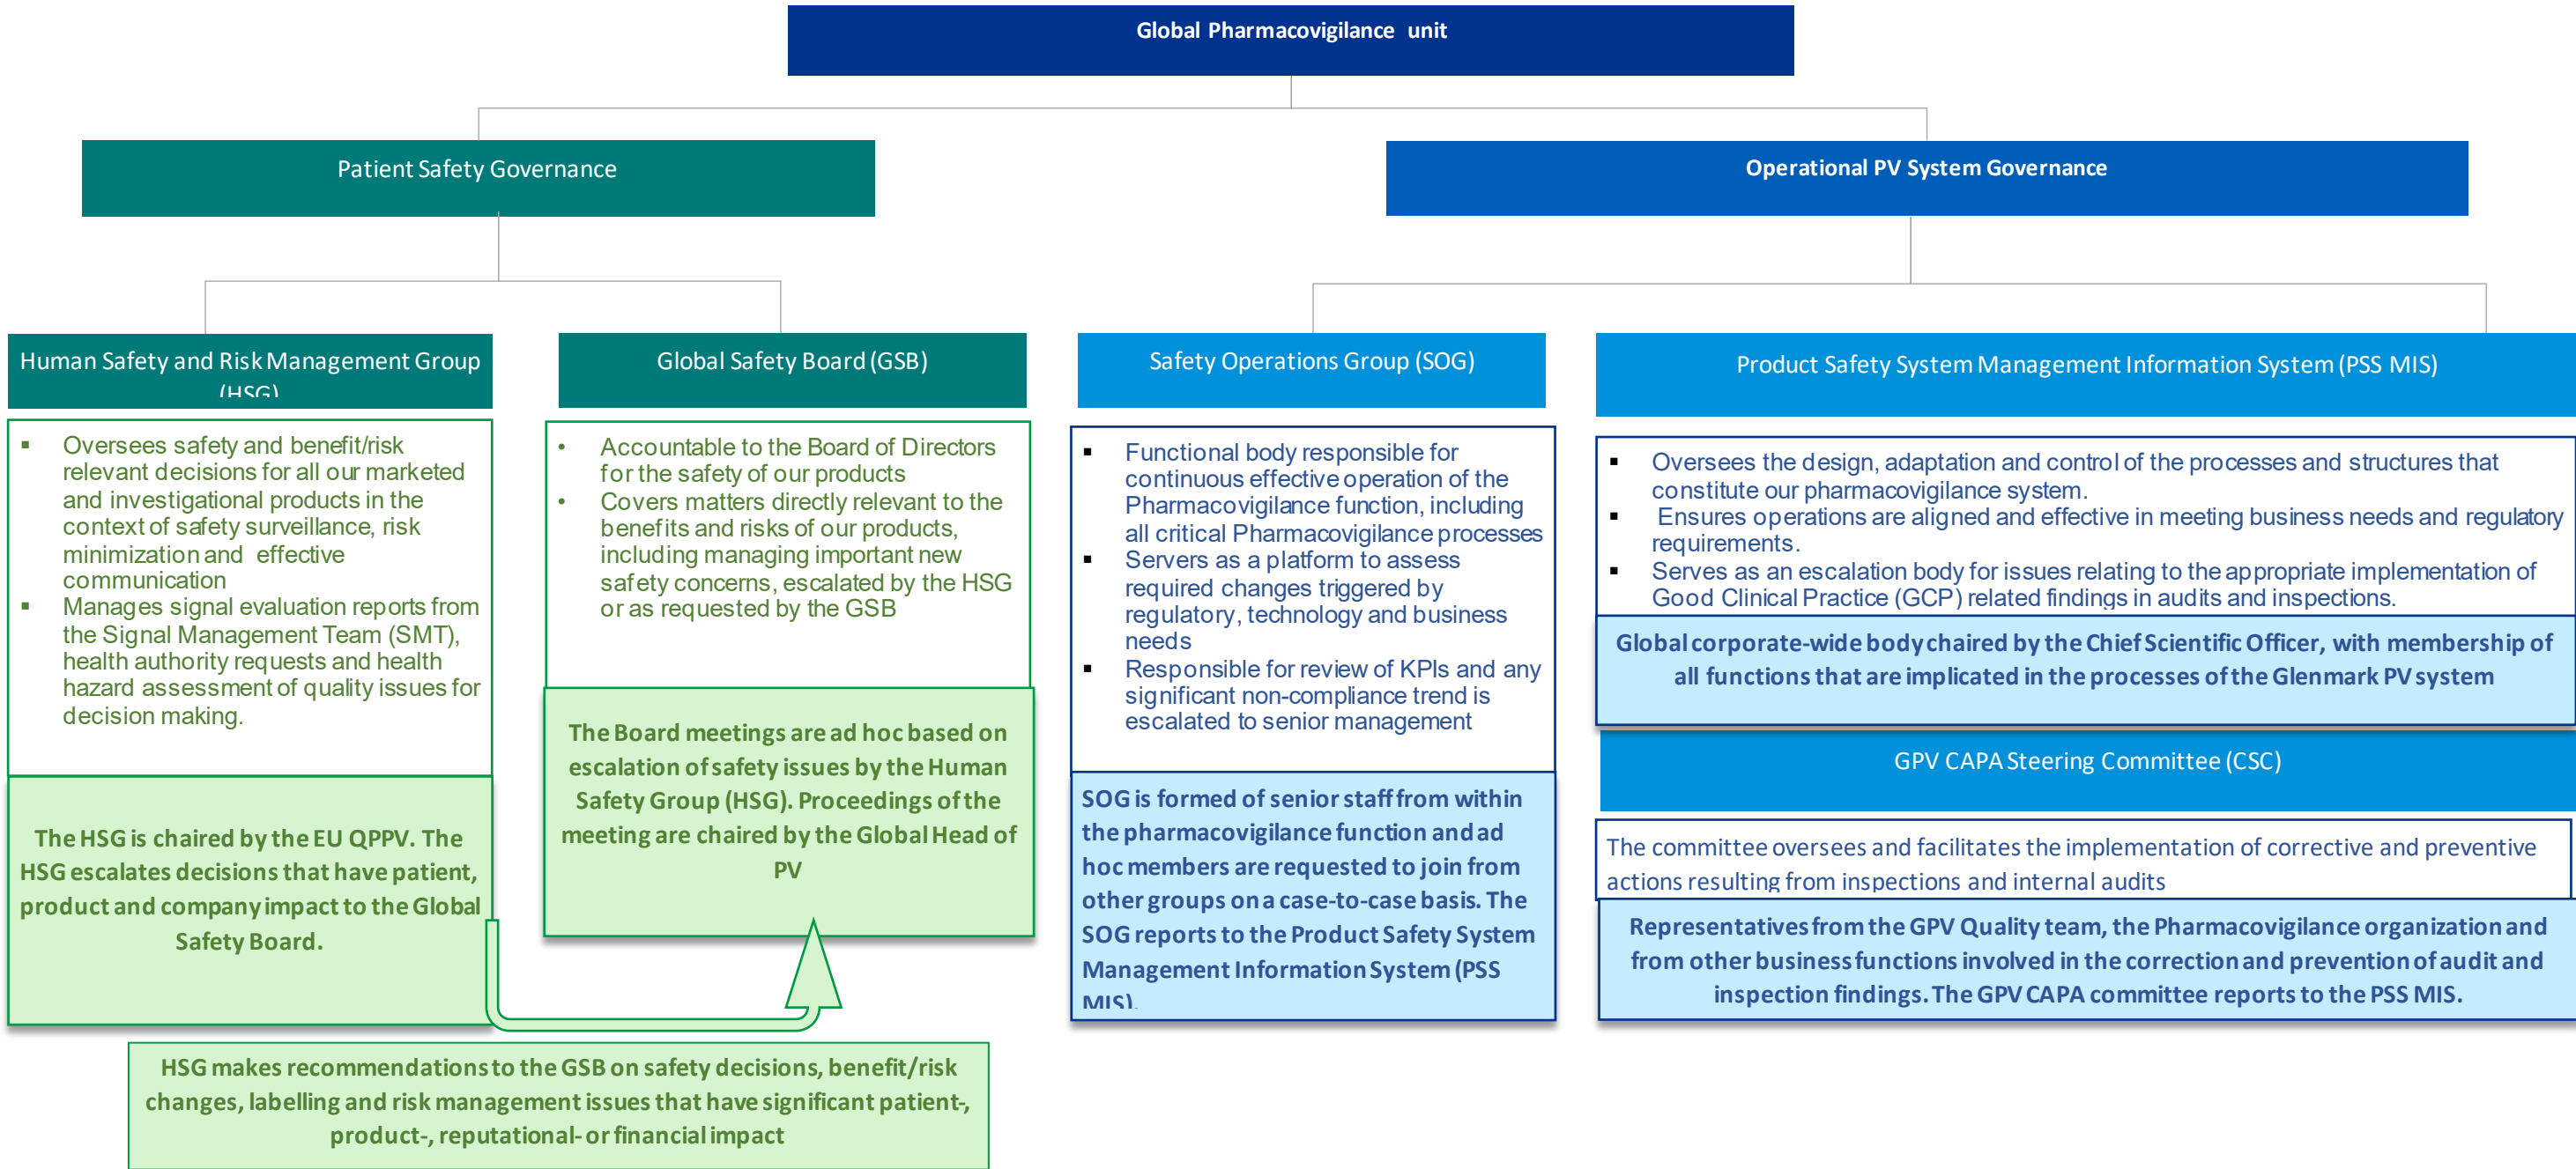 Global Pharmacovigilance unit
Patient Safety Governance
Operational PV System Governance
Human Safety and Risk Management Group
(HSG)
▪ Oversees safety and benefit/risk
relevant decisions for all our marketed
and investigational products in the
context of safety surveillance, risk
minimization and effective
communication
▪ Manages signal evaluation reports from
the Signal Management Team (SMT),
health authority requests and health
hazard assessment of quality issues for
decision making.
The HSG is chaired by the EU QPPV. The
HSG escalates decisions that have patient,
product and company impact to the Global
Safety Board.
Global Safety Board (GSB)
• Accountable to the Board of Directors
for the safety of our products
• Covers matters directly relevant to the
benefits and risks of our products,
including managing important new
safety concerns, escalated by the HSG
or as requested by the GSB
The Board meetings are ad hoc based on
escalation of safety issues by the Human
Safety Group (HSG). Proceedings of the
meeting are chaired by the Global Head of
PV
HSG makes recommendations to the GSB on safety decisions, benefit/risk
changes, labelling and risk management issues that have significant patient-,
product-, reputational- or financial impact
Safety Operations Group (SOG)
▪ Functional body responsible for
continuous effective operation of the
Pharmacovigilance function, including
all critical Pharmacovigilance processes
▪ Servers as a platform to assess
required changes triggered by
regulatory, technology and business
needs
▪ Responsible for review of KPIs and any
significant non-compliance trend is
escalated to senior management
SOG is formed of senior staff from within
the pharmacovigilance function and ad
hoc members are requested to join from
other groups on a case-to-case basis. The
SOG reports to the Product Safety System
Management Information System (PSS
MIS).
Product Safety System Management Information System (PSS MIS)
▪ Oversees the design, adaptation and control of the processes and structures that
constitute our pharmacovigilance system.
▪ Ensures operations are aligned and effective in meeting business needs and regulatory
requirements.
▪ Serves as an escalation body for issues relating to the appropriate implementation of
Good Clinical Practice (GCP) related findings in audits and inspections.
Global corporate-wide body chaired by the Chief Scientific Officer, with membership of
all functions that are implicated in the processes of the Glenmark PV system
GPV CAPA Steering Committee (CSC)
The committee oversees and facilitates the implementation of corrective and preventive
actions resulting from inspections and internal audits
Representatives from the GPV Quality team, the Pharmacovigilance organization and
from other business functions involved in the correction and prevention of audit and
inspection findings. The GPV CAPA committee reports to the PSS MIS.